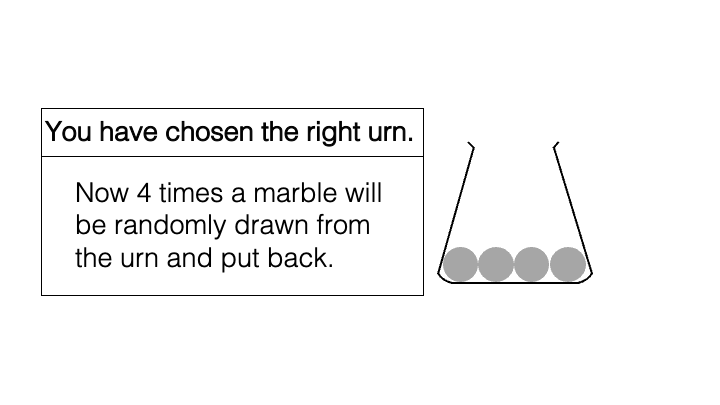 You have chosen the right urn.
Now 4 times a marble will
be randomly drawn from
the urn and put back.